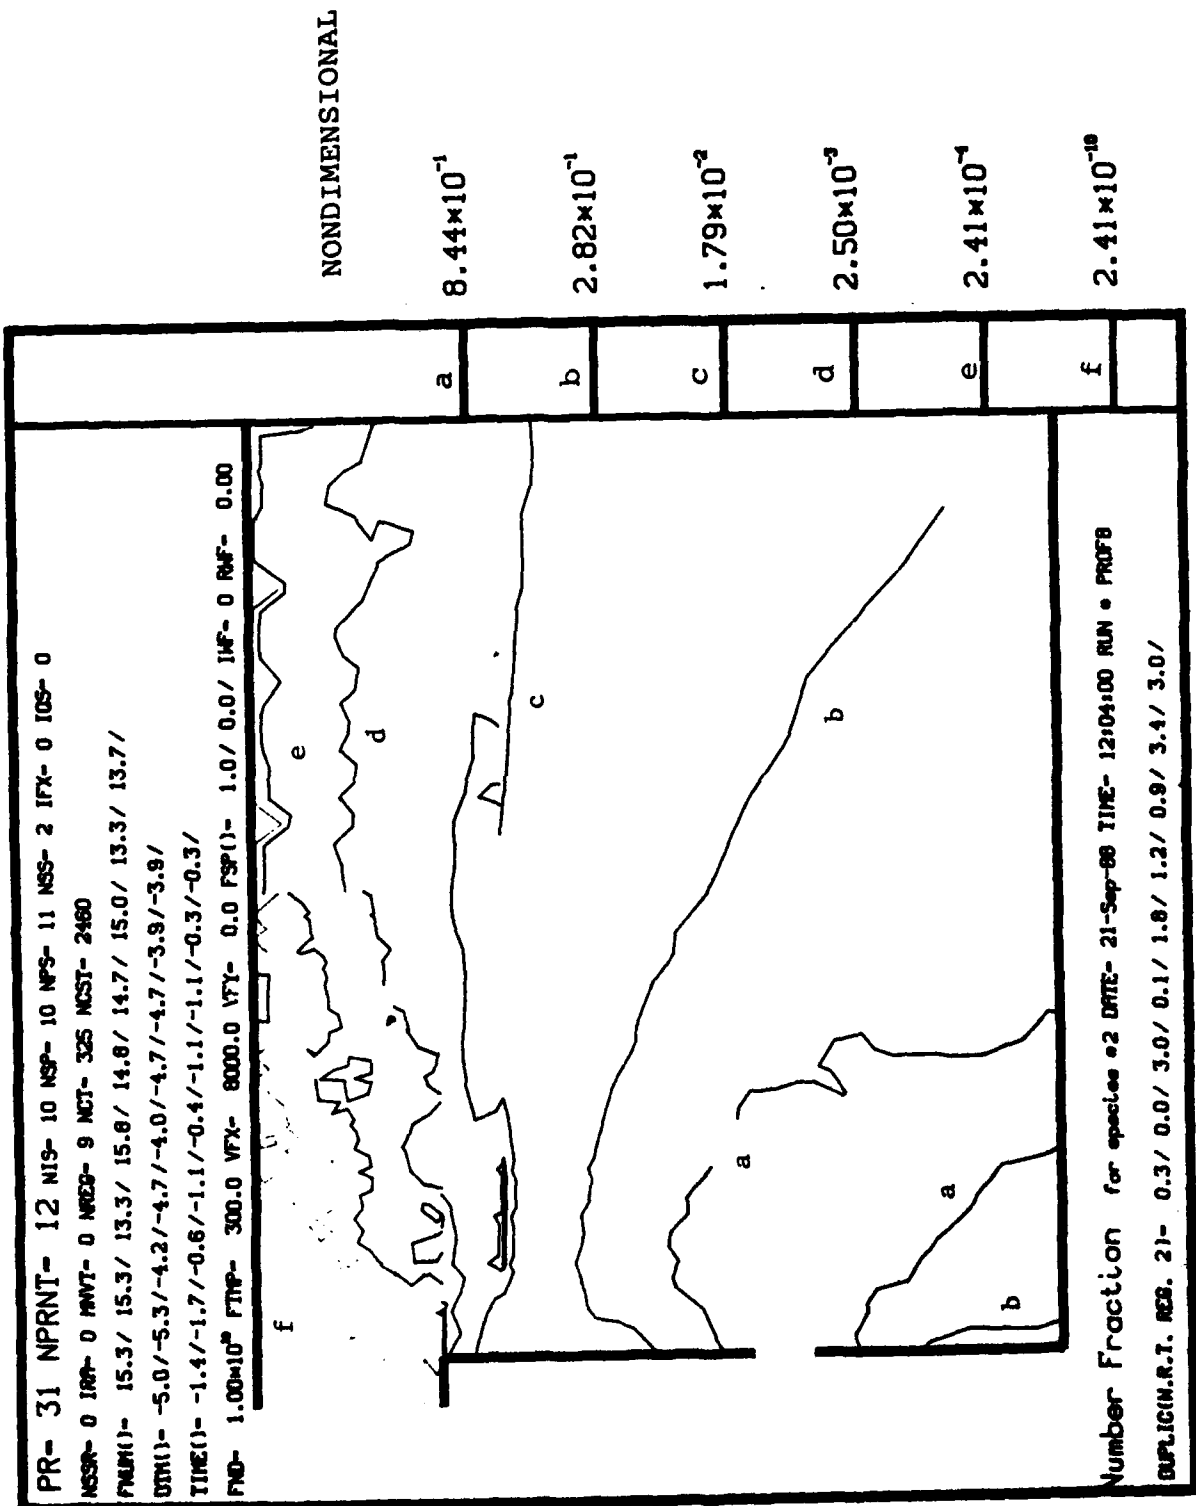 PR- 31 NPRNT- 12 NIS- 10 NSP- 10 NPS- 11 NSS- 2 IFX- 0 IOS- 0
NSSR- 0 IRM- 0 MNVT- 0 NREG- 9 NCT- 325 NCST- 2460
FNUM()- 15.3/ 15.3/ 13.3/ 15.8/ 14.8/ 14.7/ 15.0/ 13.3/ 13.7/
DTM()- -5.0/-5.3/-4.2/-4.7/-4.0/-4.7/-4.7/-3.9/-3.9/
TIME()- -1.4/-1.7/-0.6/-1.1/-0.4/-1.1/-1.1/-0.3/-0.3/
FND- 1.00×10²⁰ FTMP- 300.0 VFX- 8000.0 VFY- 0.0 FSP()- 1.0/ 0.0/ IWF- 0 RWF- 0.00
f
e
d
c
b
a
a
b
Number Fraction for species #2 DATE- 21-Sep-88 TIME- 12:04:00 RUN # PROF8
DUPLIC(W.R.T. REG. 2)- 0.3/ 0.0/ 3.0/ 0.1/ 1.8/ 1.2/ 0.9/ 3.4/ 3.0/
NONDIMENSIONAL
a 8.44×10⁻¹
b 2.82×10⁻¹
c 1.79×10⁻²
d 2.50×10⁻³
e 2.41×10⁻⁴
f 2.41×10⁻¹⁰